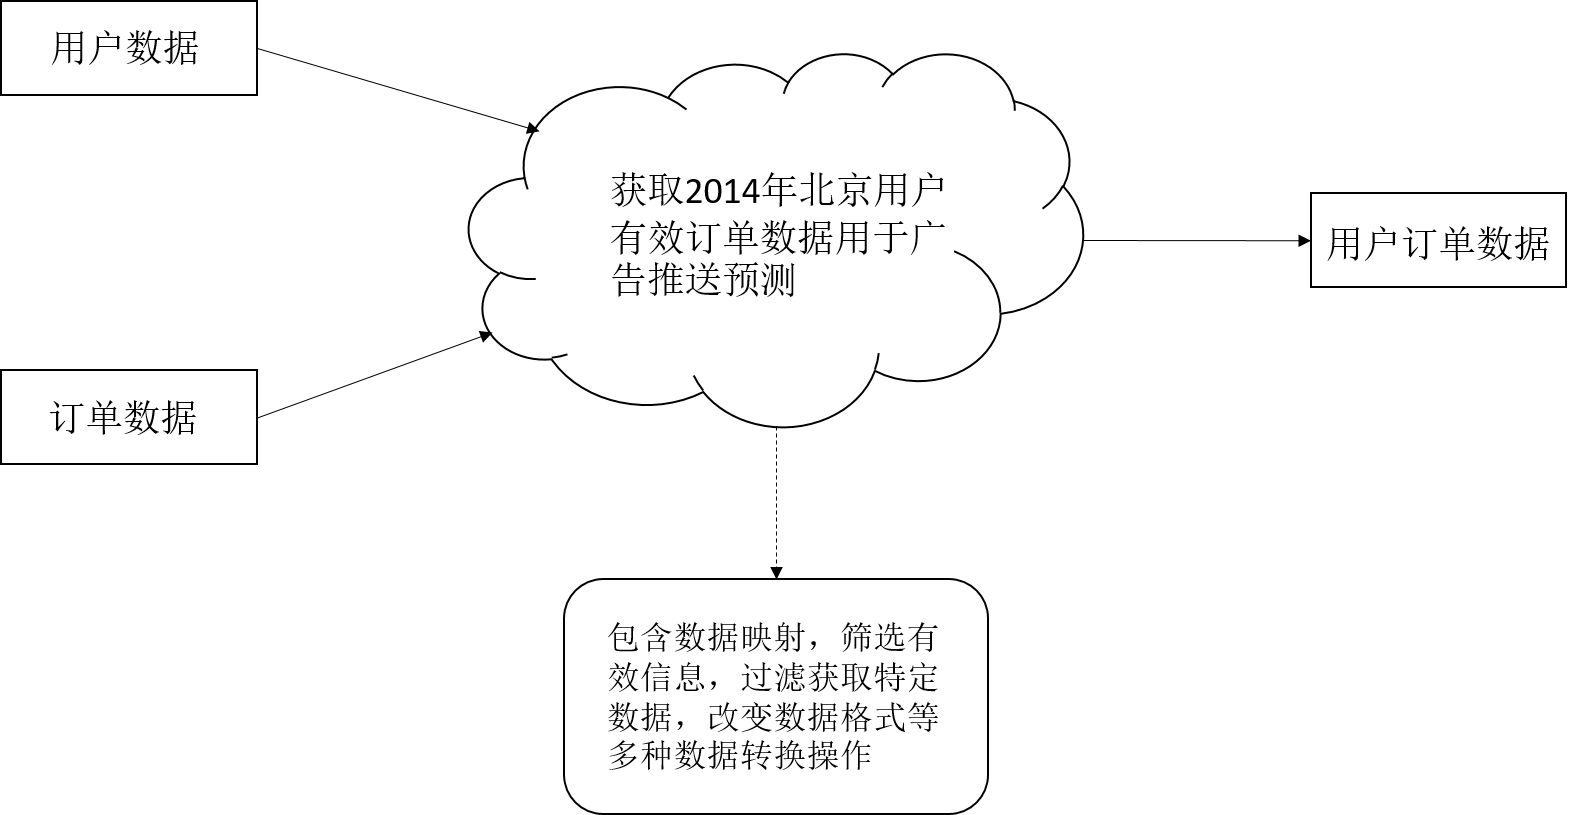 用户数据
获取2014年北京用户
有效订单数据用于广
告推送预测
用户订单数据
订单数据
包含数据映射，筛选有
效信息，过滤获取特定
数据，改变数据格式等
多种数据转换操作